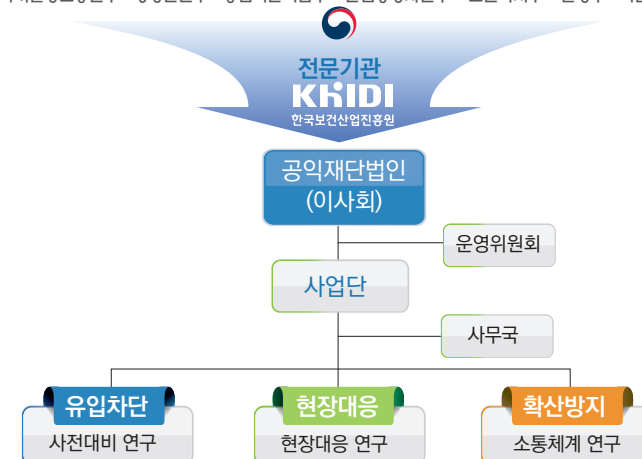 전문기관
KHIDI
한국보건산업진흥원
공익재단법인
(이사회)
운영위원회
사업단
사무국
유입차단
현장대응
확산방지
사전대비 연구
현장대응 연구
소통체계 연구